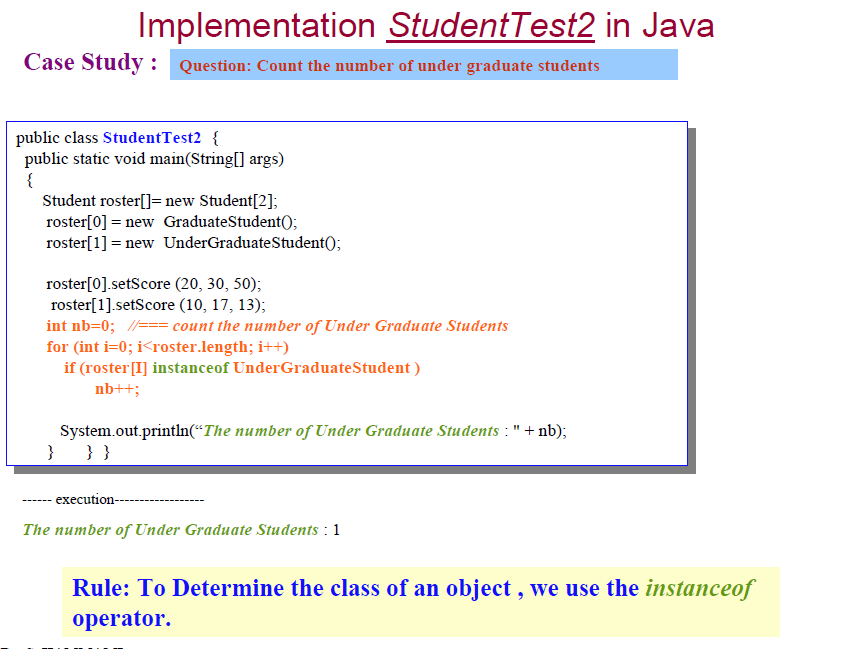 Implementation StudentTest2 in Java
Case Study :
Question: Count the number of under graduate students
public class StudentTest2 {
public static void main(String[] args)
{
Student roster[]= new Student[2];
roster[0] = new GraduateStudent();
roster[1] = new UnderGraduateStudent();
roster[0].setScore (20, 30, 50);
roster[1].setScore (10, 17, 13);
int nb=0; //=== count the number of Under Graduate Students
for (int i=0; i<roster.length; i++)
if (roster[I] instanceof UnderGraduateStudent )
nb++;
System.out.println(“The number of Under Graduate Students : " + nb);
} } }
------ execution------------------
The number of Under Graduate Students : 1
Rule: To Determine the class of an object , we use the instanceof
operator.